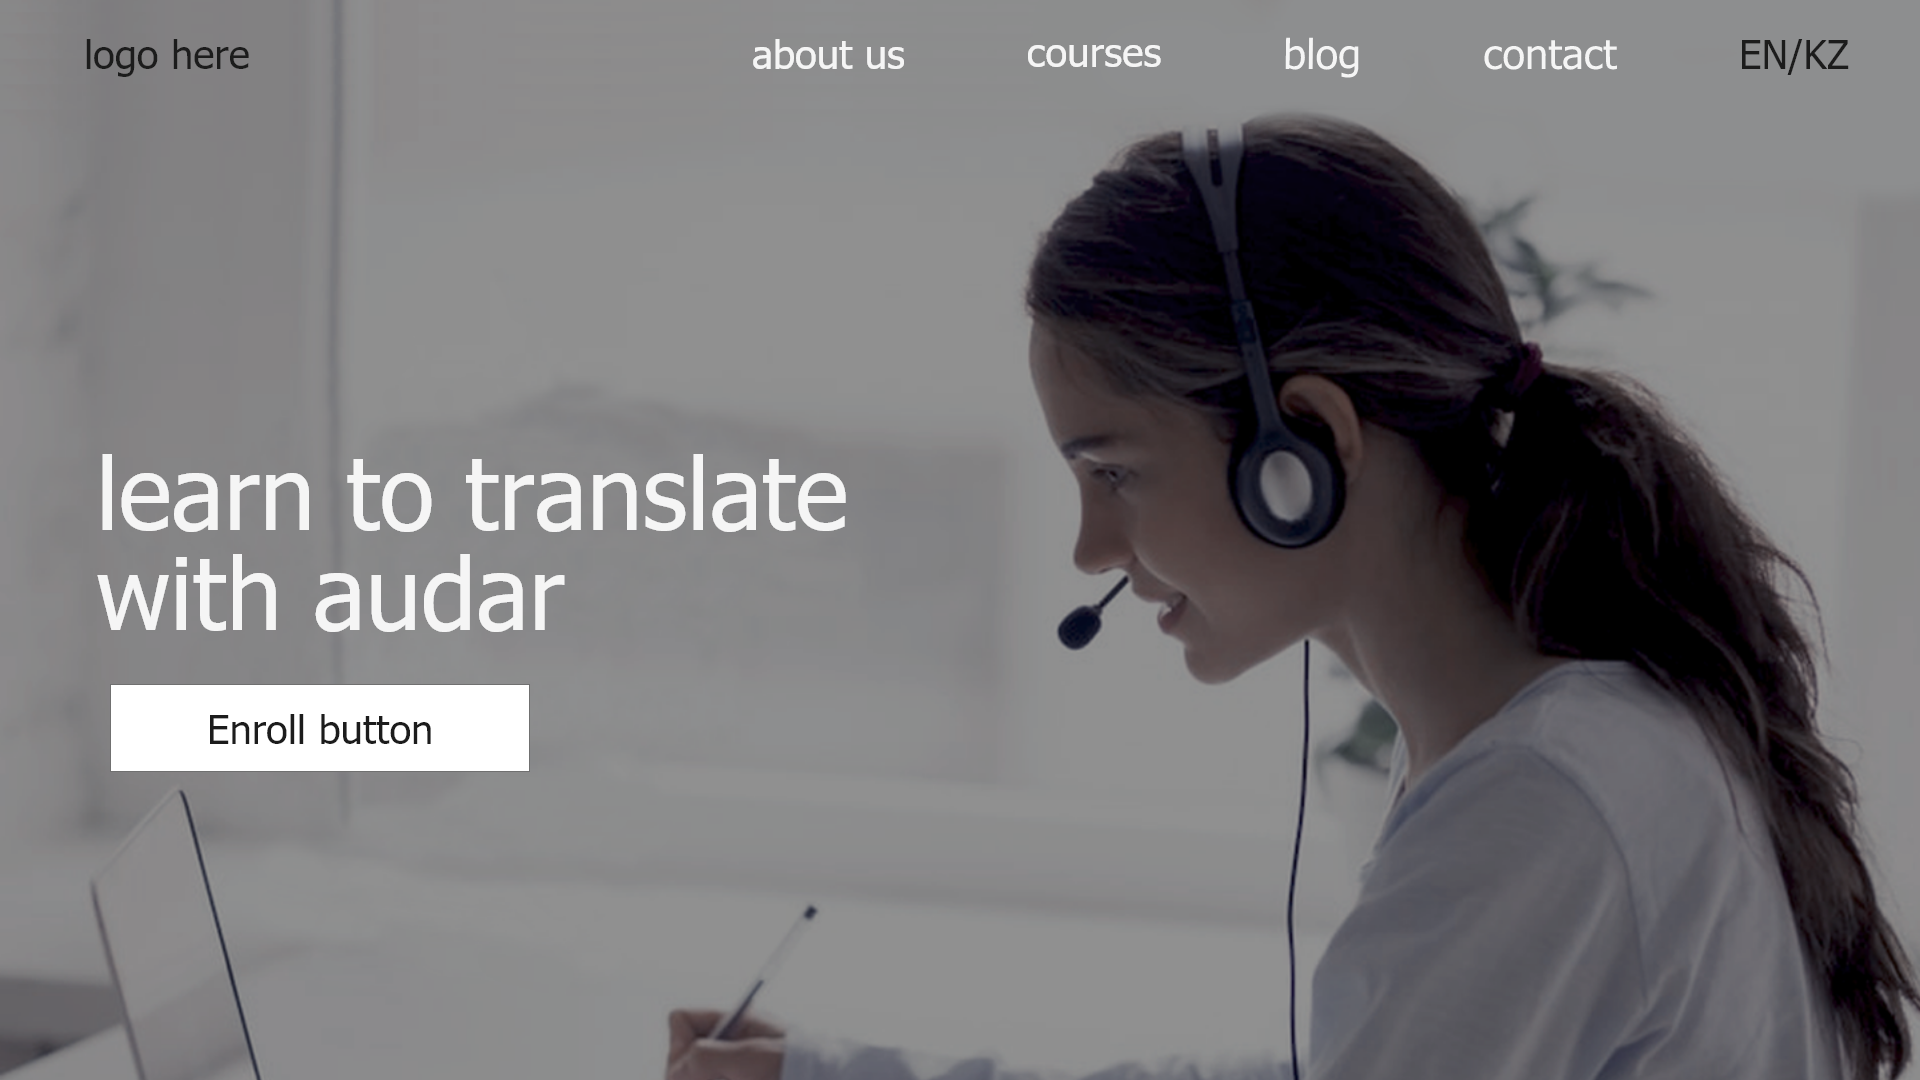 logo here
about us
courses
blog
contact
EN/KZ
learn to translate
with audar
Enroll button